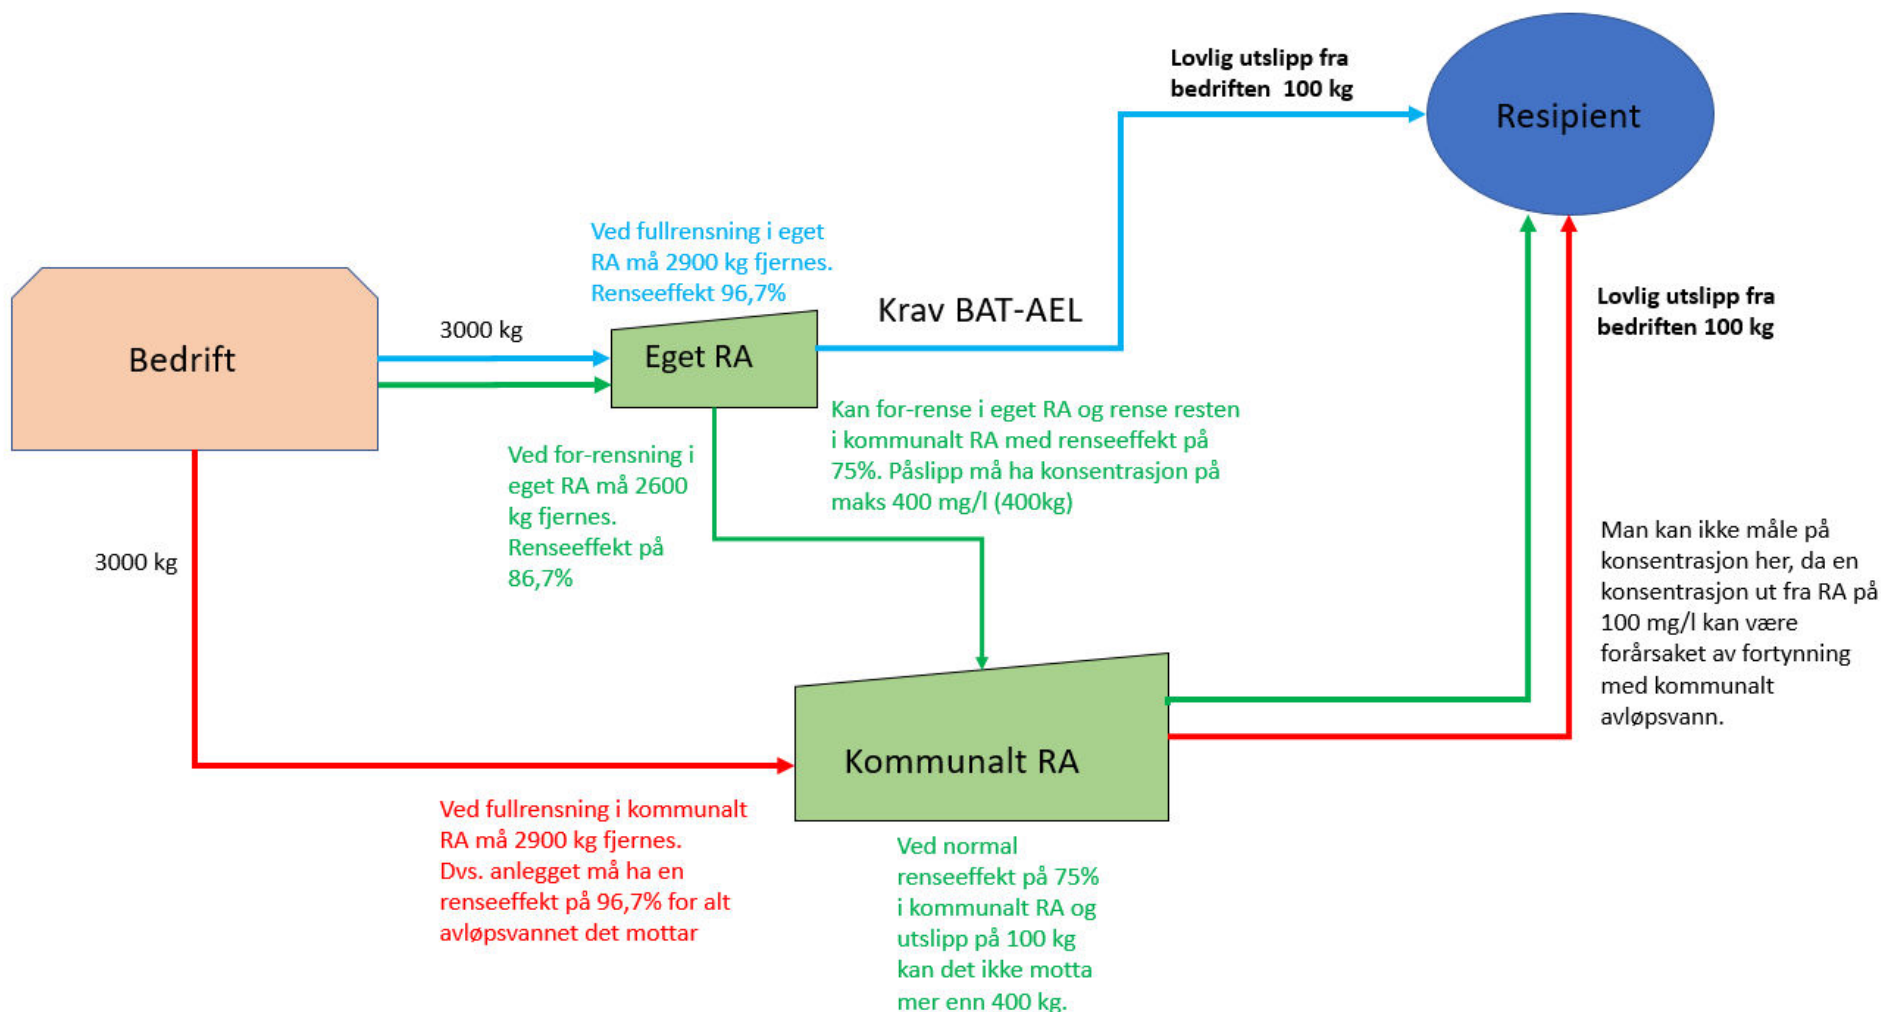 Lovlig utslipp fra
bedriften  100 kg
Resipient
Ved fullrensning i eget
RA må 2900 kg fjernes.
Renseeffekt 96,7%
Krav BAT-AEL
Lovlig utslipp fra
bedriften 100 kg
3000 kg
Bedrift
Eget RA
Kan for-rense i eget RA og rense resten
i kommunalt RA med renseeffekt på
75%. Påslipp må ha konsentrasjon på
maks 400 mg/l (400kg)
Ved for-rensning i
eget RA må 2600
kg fjernes.
Renseeffekt på
86,7%
3000 kg
Man kan ikke måle på
konsentrasjon her, da en
konsentrasjon ut fra RA på
100 mg/l kan være
forårsaket av fortynning
med kommunalt
avløpsvann.
Kommunalt RA
Ved fullrensning i kommunalt
RA må 2900 kg fjernes.
Dvs. anlegget må ha en
renseeffekt på 96,7% for alt
avløpsvannet det mottar
Ved normal
renseeffekt på 75%
i kommunalt RA og
utslipp på 100 kg
kan det ikke motta
mer enn 400 kg.